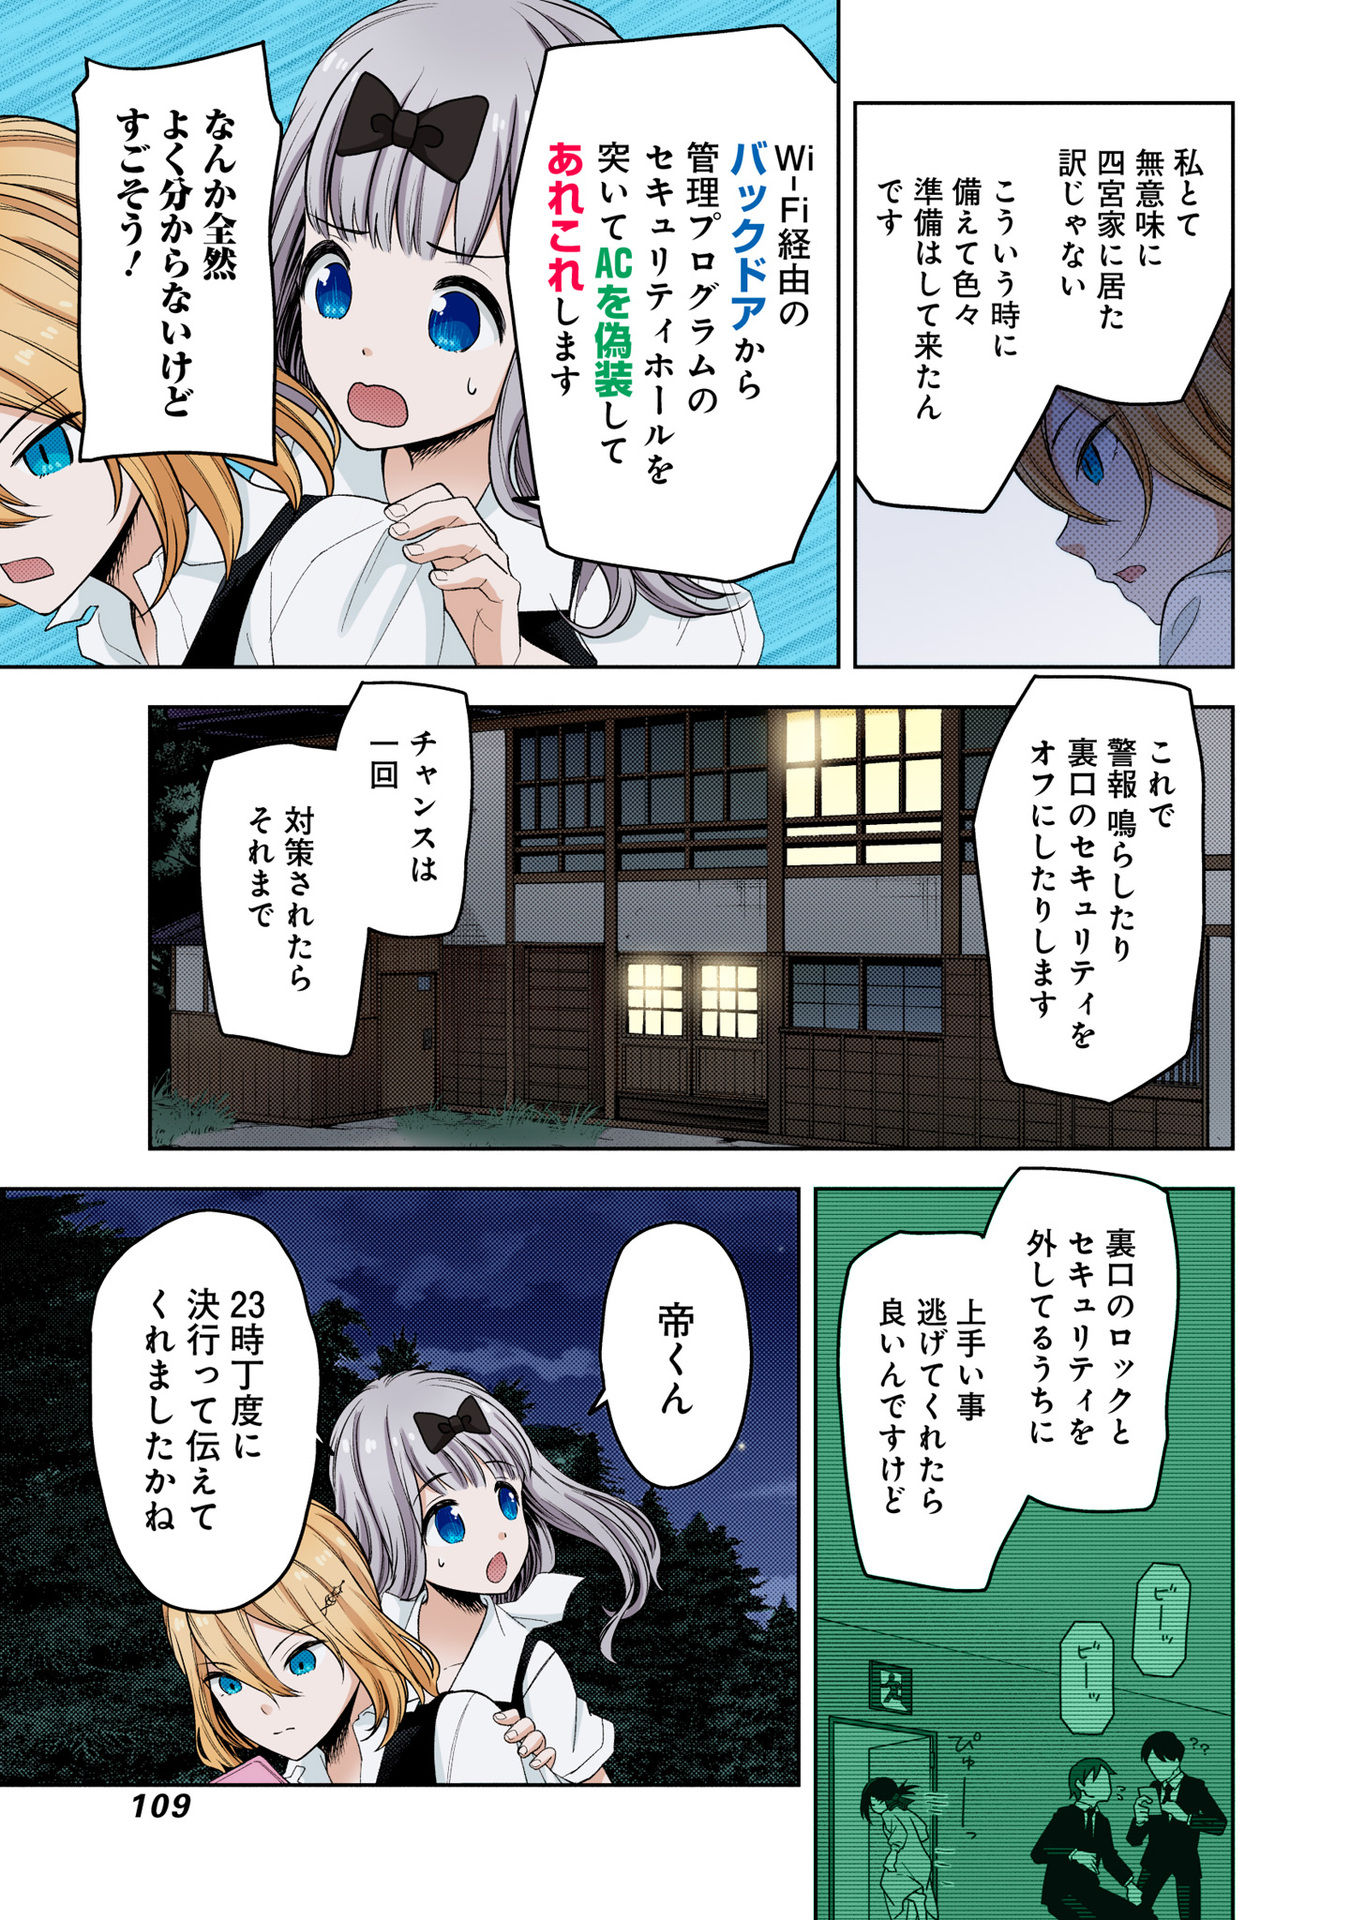 私とて
無意味に
四宮家に居た
訳じゃない
こういう時に
備えて色々
準備はして来たん
です
Wi-Fi経由の
バックドアから
管理プログラムの
セキュリティホールを
突いてACを偽装して
あれこれします
なんか全然
よく分からないけど
すごそう！
これで
警報鳴らしたり
裏口のセキュリティを
オフにしたりします
チャンスは
一回
対策されたら
それまで
裏口のロックと
セキュリティを
外してるうちに
上手い事
逃げてくれたら
良いんですけど
ビーッ
ビーッ
??
ぴゅーっ
帝くん
23時丁度に
決行って伝えて
くれましたかね
109